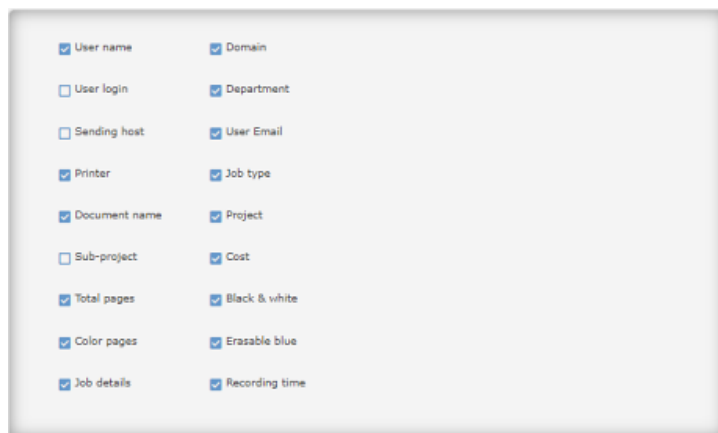 User name Domain
User login Department
Sending host User Email
Printer Job type
Document name Project
Sub-project Cost
Total pages Black & white
Color pages Erasable blue
Job details Recording time